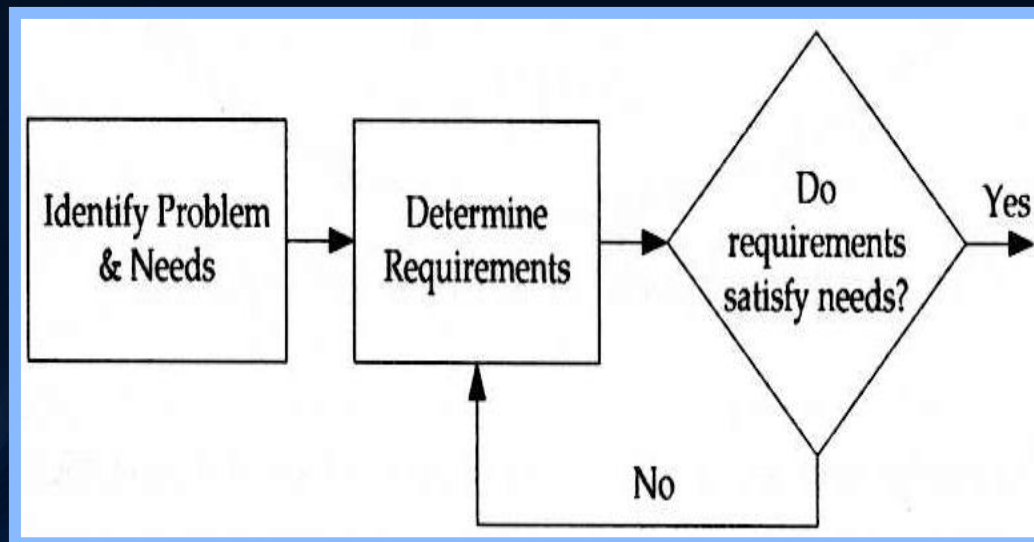 Identify Problem
& Needs
Determine
Requirements
Do
requirements
satisfy needs?
Yes
No